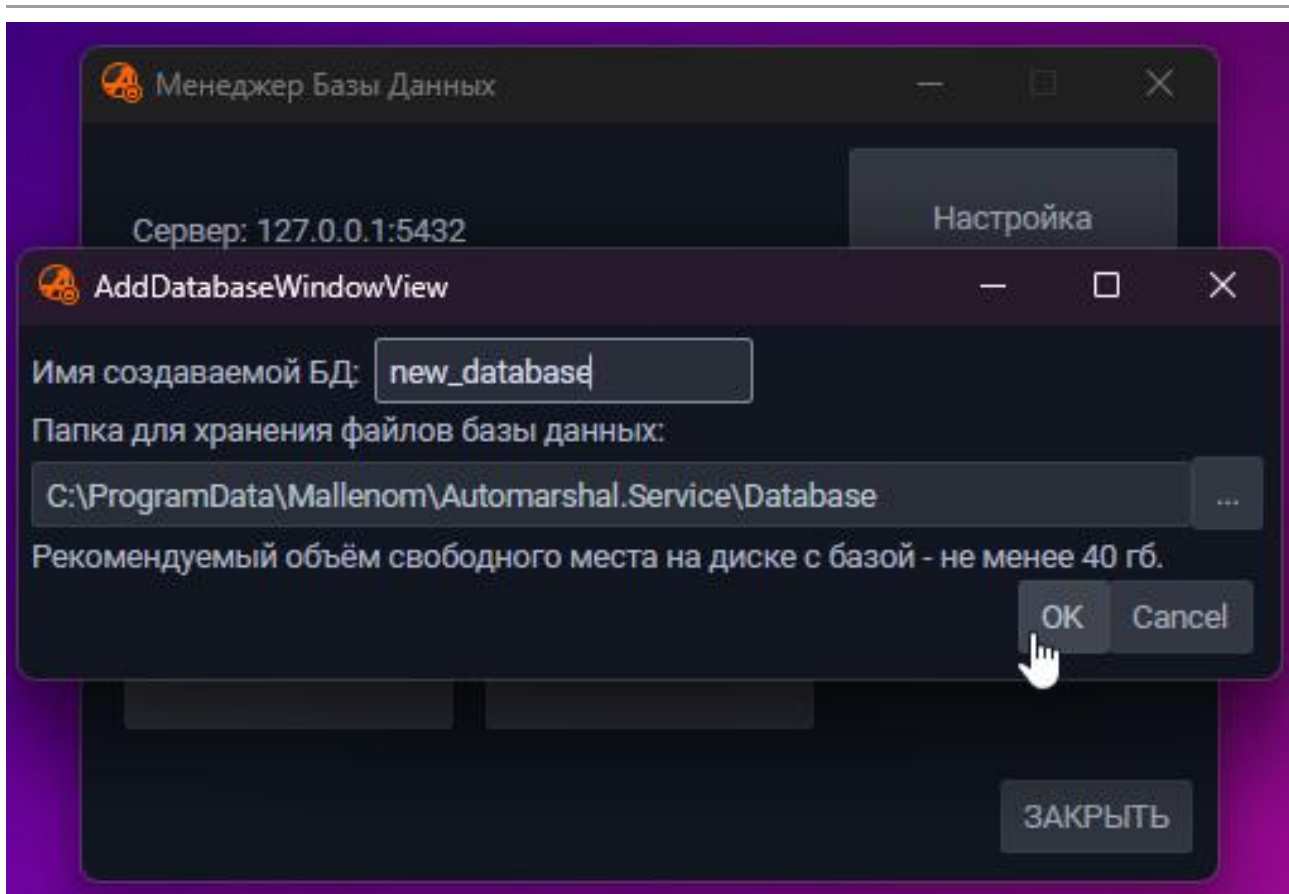 Менеджер Базы Данных
Сервер: 127.0.0.1:5432
Настройка
AddDatabaseWindowView
Имя создаваемой БД: new_database
Папка для хранения файлов базы данных:
C:\ProgramData\Mallenom\Automarshal.Service\Database ...
Рекомендуемый объём свободного места на диске с базой - не менее 40 гб.
OK Cancel
ЗАКРЫТЬ